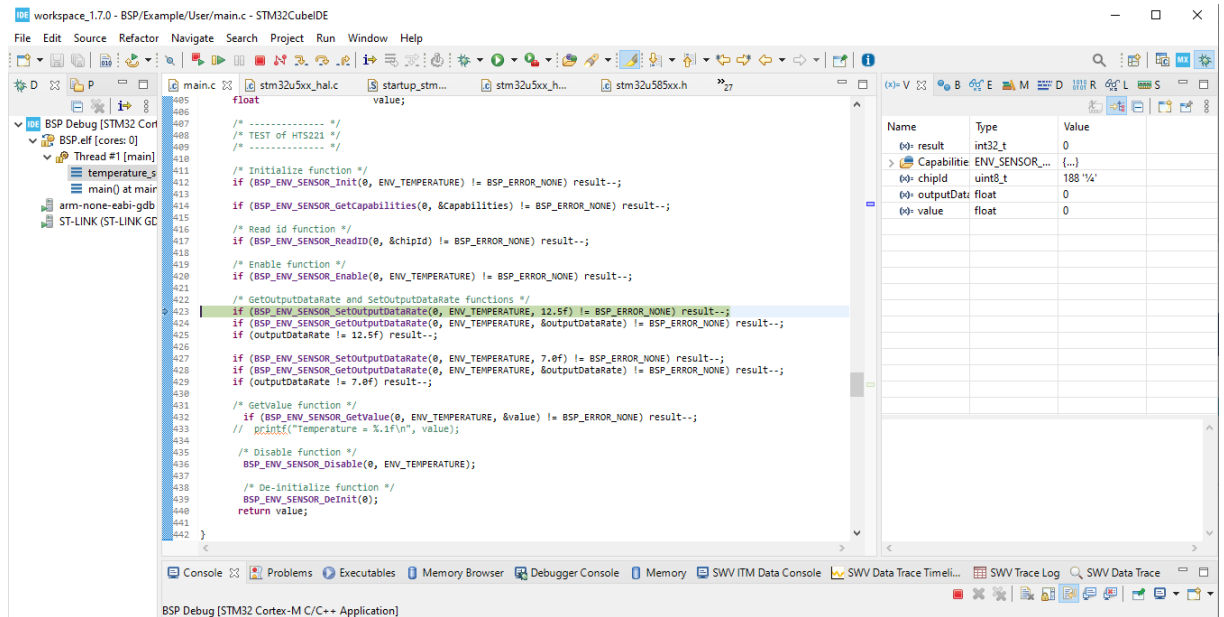 IDE workspace_1.7.0 - BSP/Example/User/main.c - STM32CubeIDE
File Edit Source Refactor Navigate Search Project Run Window Help
D P
main.c stm32u5xx_hal.c startup_stm... stm32u5xx_h... stm32u585xx.h »27
(x)= V B E M D R L S
IDE BSP Debug [STM32 Cort
BSP.elf [cores: 0]
Thread #1 [main]
temperature_s
main() at mair
arm-none-eabi-gdb
ST-LINK (ST-LINK GD
405 float value;
406
407 /* -------------- */
408 /* TEST of HTS221 */
409 /* -------------- */
410
411 /* Initialize function */
412 if (BSP_ENV_SENSOR_Init(0, ENV_TEMPERATURE) != BSP_ERROR_NONE) result--;
413
414 if (BSP_ENV_SENSOR_GetCapabilities(0, &Capabilities) != BSP_ERROR_NONE) result--;
415
416 /* Read id function */
417 if (BSP_ENV_SENSOR_ReadID(0, &chipId) != BSP_ERROR_NONE) result--;
418
419 /* Enable function */
420 if (BSP_ENV_SENSOR_Enable(0, ENV_TEMPERATURE) != BSP_ERROR_NONE) result--;
421
422 /* GetOutputDataRate and SetOutputDataRate functions */
423 if (BSP_ENV_SENSOR_SetOutputDataRate(0, ENV_TEMPERATURE, 12.5f) != BSP_ERROR_NONE) result--;
424 if (BSP_ENV_SENSOR_GetOutputDataRate(0, ENV_TEMPERATURE, &outputDataRate) != BSP_ERROR_NONE) result--;
425 if (outputDataRate != 12.5f) result--;
426
427 if (BSP_ENV_SENSOR_SetOutputDataRate(0, ENV_TEMPERATURE, 7.0f) != BSP_ERROR_NONE) result--;
428 if (BSP_ENV_SENSOR_GetOutputDataRate(0, ENV_TEMPERATURE, &outputDataRate) != BSP_ERROR_NONE) result--;
429 if (outputDataRate != 7.0f) result--;
430
431 /* GetValue function */
432 if (BSP_ENV_SENSOR_GetValue(0, ENV_TEMPERATURE, &value) != BSP_ERROR_NONE) result--;
433 // printf("Temperature = %.1f\n", value);
434
435 /* Disable function */
436 BSP_ENV_SENSOR_Disable(0, ENV_TEMPERATURE);
437
438 /* De-initialize function */
439 BSP_ENV_SENSOR_DeInit(0);
440 return value;
441
442 }
Name Type Value
(x)= result int32_t 0
Capabilitie ENV_SENSOR_... {...}
(x)= chipId uint8_t 188 '¼'
(x)= outputData float 0
(x)= value float 0
Console Problems Executables Memory Browser Debugger Console Memory SWV ITM Data Console SWV Data Trace Timeli... SWV Trace Log SWV Data Trace
BSP Debug [STM32 Cortex-M C/C++ Application]